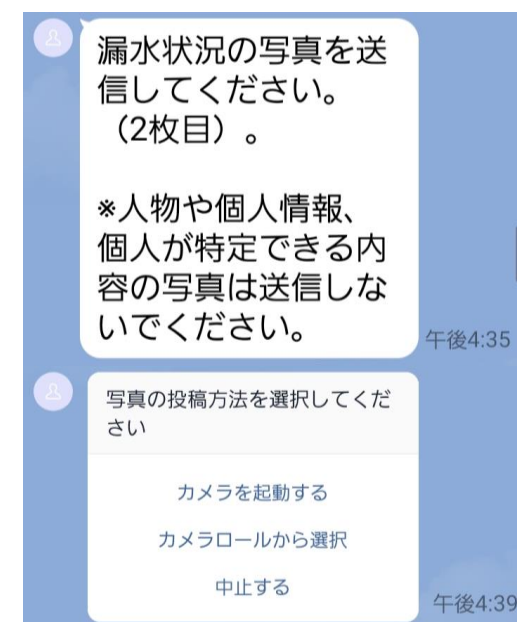 漏水状況の写真を送
信してください。
（2枚目）。
※人物や個人情報、
個人が特定できる内
容の写真は送信しな
いでください。
午後4:35
写真の投稿方法を選択してくだ
さい
カメラを起動する
カメラロールから選択
中止する
午後4:39